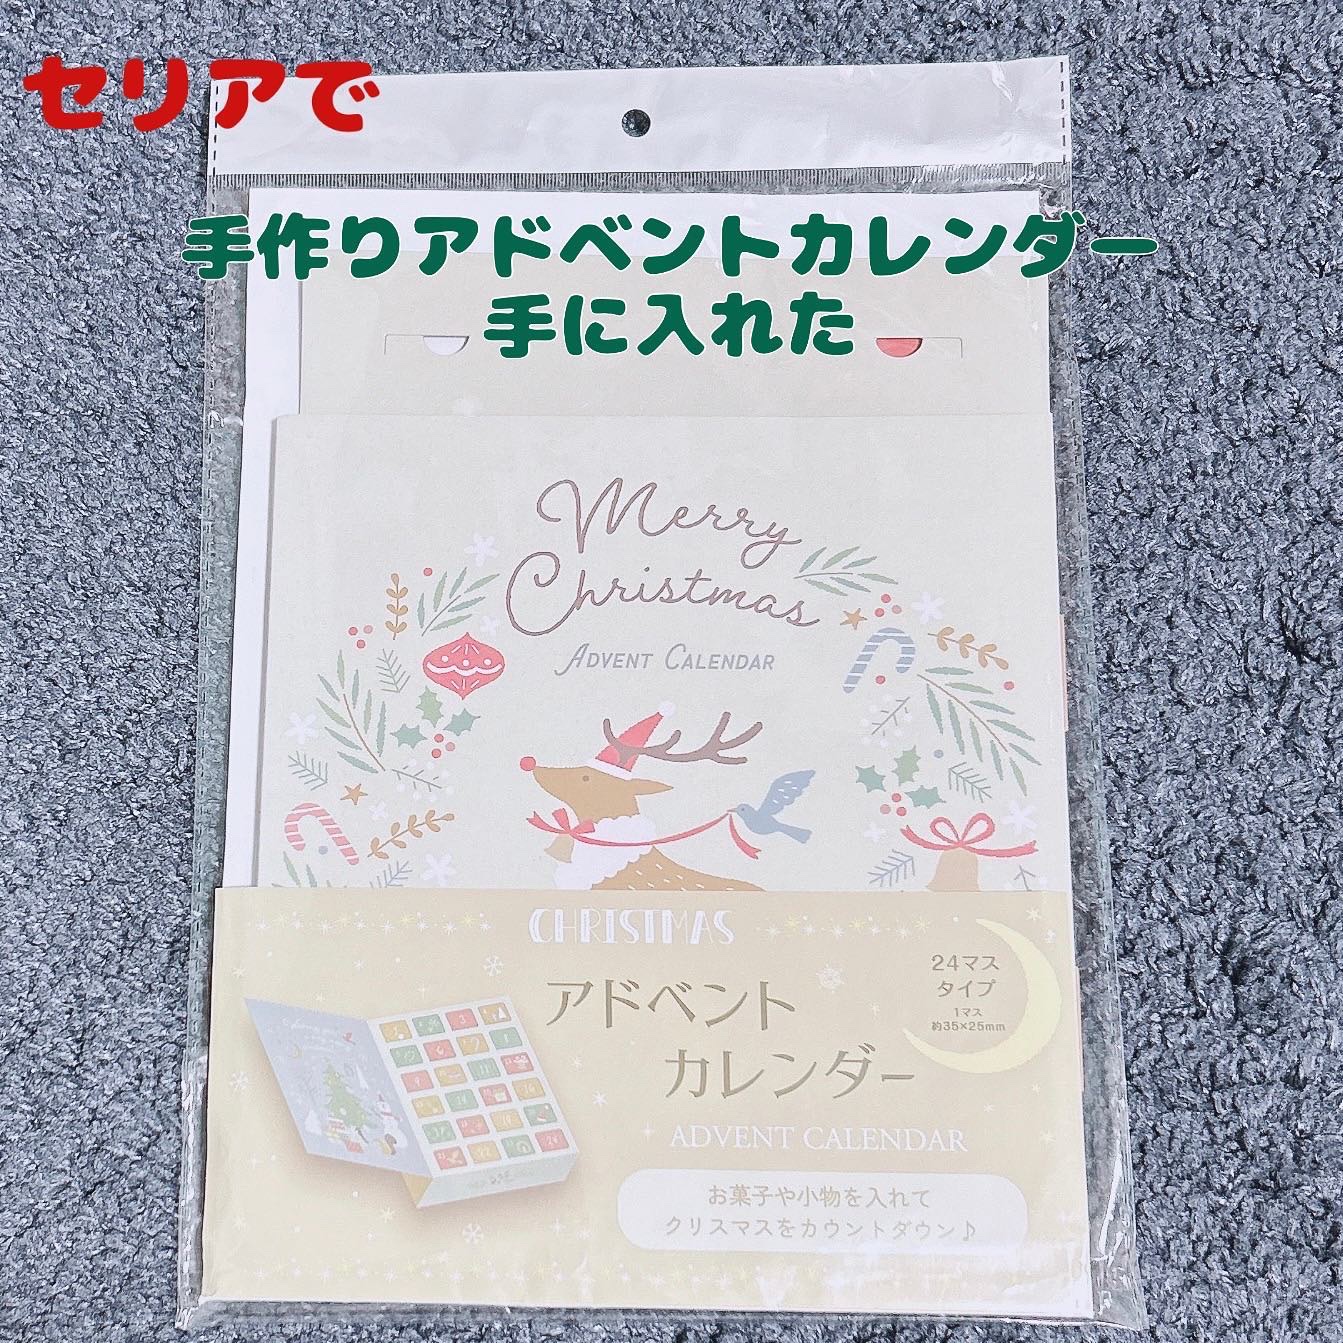 セリアで
手作りアドベントカレンダー
手に入れた
Merry
Christmas
ADVENT CALENDAR
CHRISTMAS
アドベント
カレンダー
ADVENT CALENDAR
24マス
タイプ
1マス
約35×25mm
お菓子や小物を入れて
クリスマスをカウントダウン♪